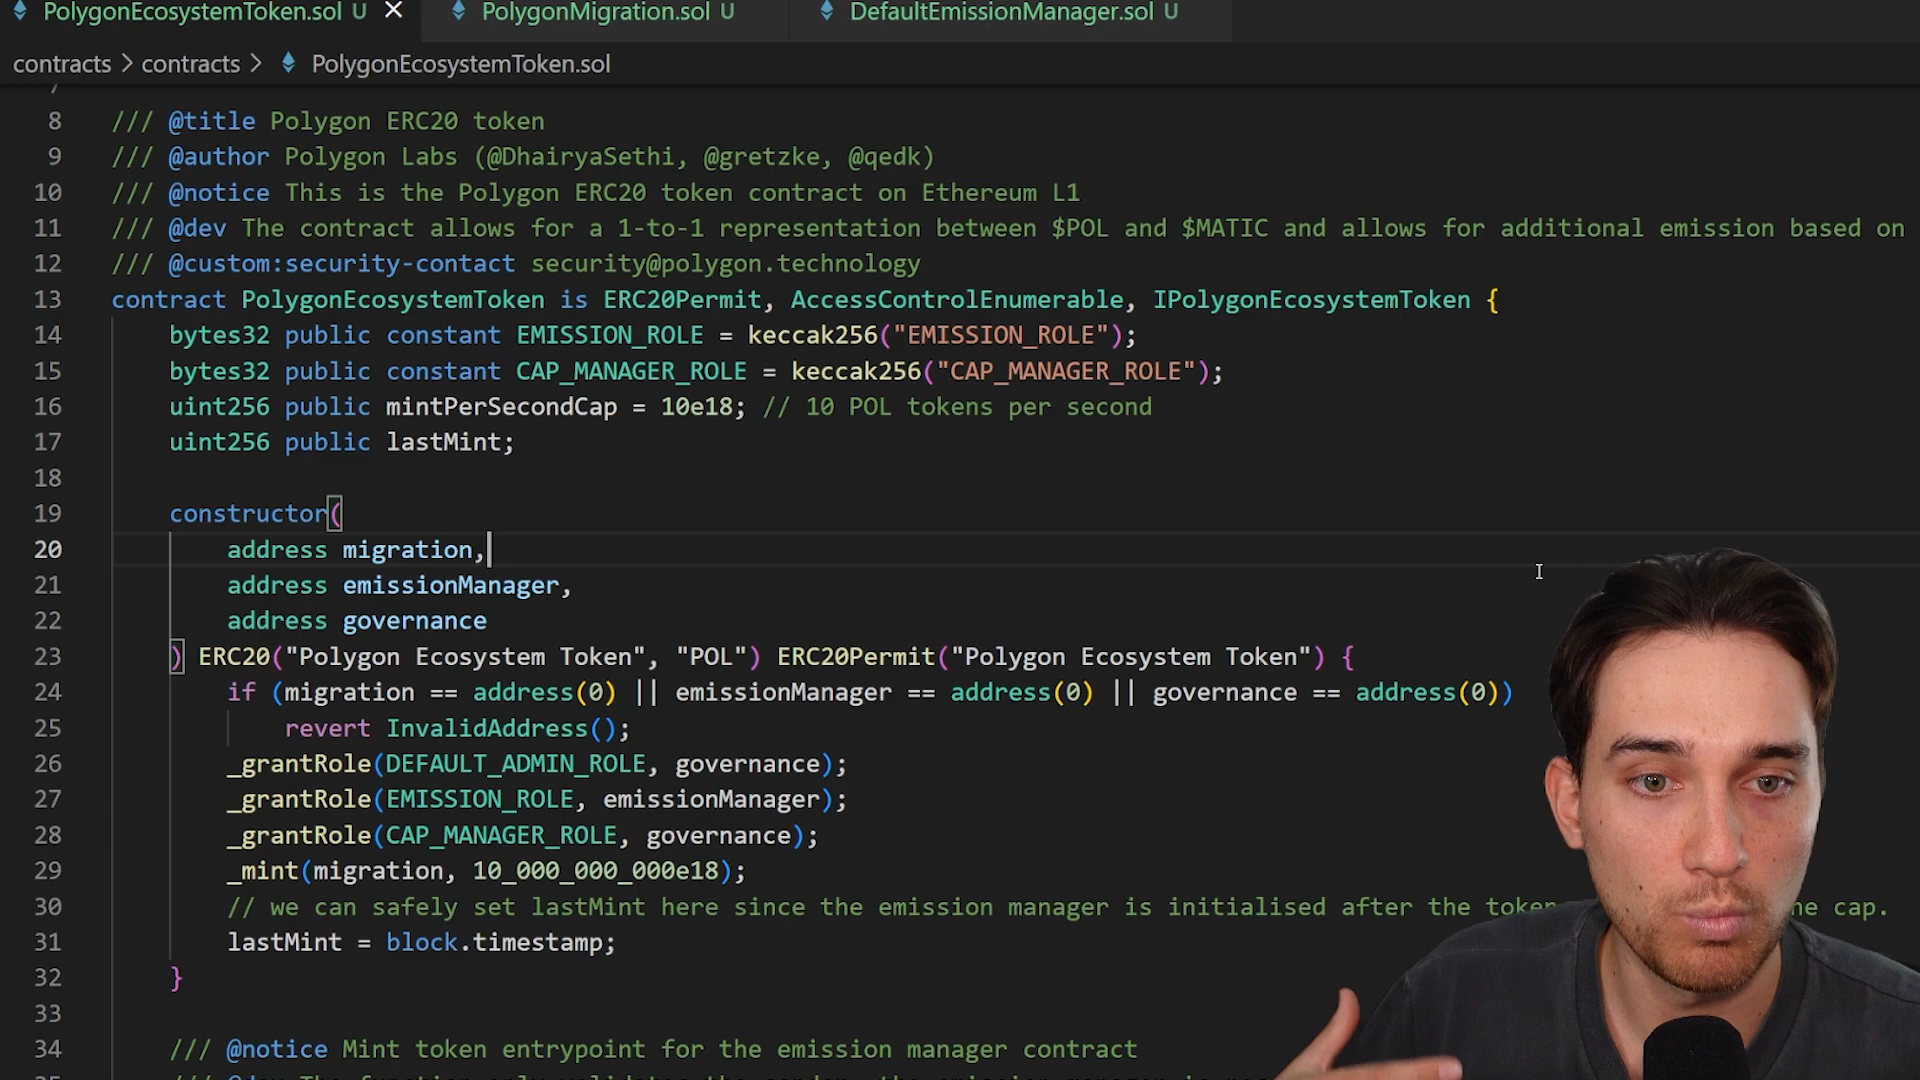 PolygonEcosystemToken.sol U PolygonMigration.sol U DefaultEmissionManager.sol U
contracts > contracts > PolygonEcosystemToken.sol
7
8 /// @title Polygon ERC20 token
9 /// @author Polygon Labs (@DhairyaSethi, @gretzke, @qedk)
10 /// @notice This is the Polygon ERC20 token contract on Ethereum L1
11 /// @dev The contract allows for a 1-to-1 representation between $POL and $MATIC and allows for additional emission based on
12 /// @custom:security-contact security@polygon.technology
13 contract PolygonEcosystemToken is ERC20Permit, AccessControlEnumerable, IPolygonEcosystemToken {
14 bytes32 public constant EMISSION_ROLE = keccak256("EMISSION_ROLE");
15 bytes32 public constant CAP_MANAGER_ROLE = keccak256("CAP_MANAGER_ROLE");
16 uint256 public mintPerSecondCap = 10e18; // 10 POL tokens per second
17 uint256 public lastMint;
18
19 constructor(
20 address migration,
21 address emissionManager,
22 address governance
23 ) ERC20("Polygon Ecosystem Token", "POL") ERC20Permit("Polygon Ecosystem Token") {
24 if (migration == address(0) || emissionManager == address(0) || governance == address(0))
25 revert InvalidAddress();
26 _grantRole(DEFAULT_ADMIN_ROLE, governance);
27 _grantRole(EMISSION_ROLE, emissionManager);
28 _grantRole(CAP_MANAGER_ROLE, governance);
29 _mint(migration, 10_000_000_000e18);
30 // we can safely set lastMint here since the emission manager is initialised after the token cap.
31 lastMint = block.timestamp;
32 }
33
34 /// @notice Mint token entrypoint for the emission manager contract